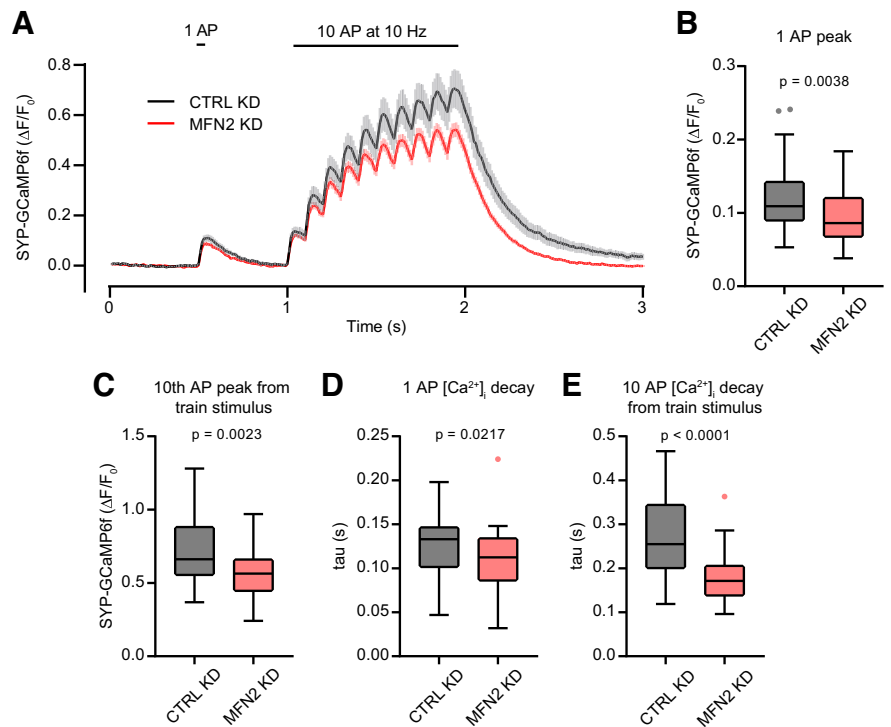 A
1 AP
10 AP at 10 Hz
SYP-GCaMP6f (ΔF/F₀)
0.8
0.6
0.4
0.2
0.0
CTRL KD
MFN2 KD
0
1
2
3
Time (s)
B
1 AP peak
p = 0.0038
SYP-GCaMP6f (ΔF/F₀)
0.3
0.2
0.1
0.0
CTRL KD
MFN2 KD
C
10th AP peak from
train stimulus
p = 0.0023
SYP-GCaMP6f (ΔF/F₀)
1.5
1.0
0.5
0.0
CTRL KD
MFN2 KD
D
1 AP [Ca²⁺]ᵢ decay
p = 0.0217
tau (s)
0.25
0.20
0.15
0.10
0.05
0.00
CTRL KD
MFN2 KD
E
10 AP [Ca²⁺]ᵢ decay
from train stimulus
p < 0.0001
tau (s)
0.5
0.4
0.3
0.2
0.1
0.0
CTRL KD
MFN2 KD